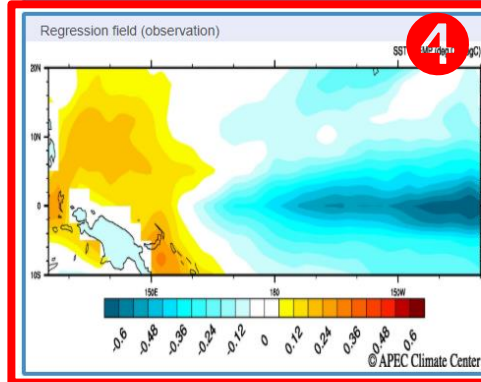 Regression field (observation)
4
SST
20N
10N
0
10S
150E
180
150W
-0.6
-0.48
-0.36
-0.24
-0.12
0
0.12
0.24
0.36
0.48
0.6
© APEC Climate Center